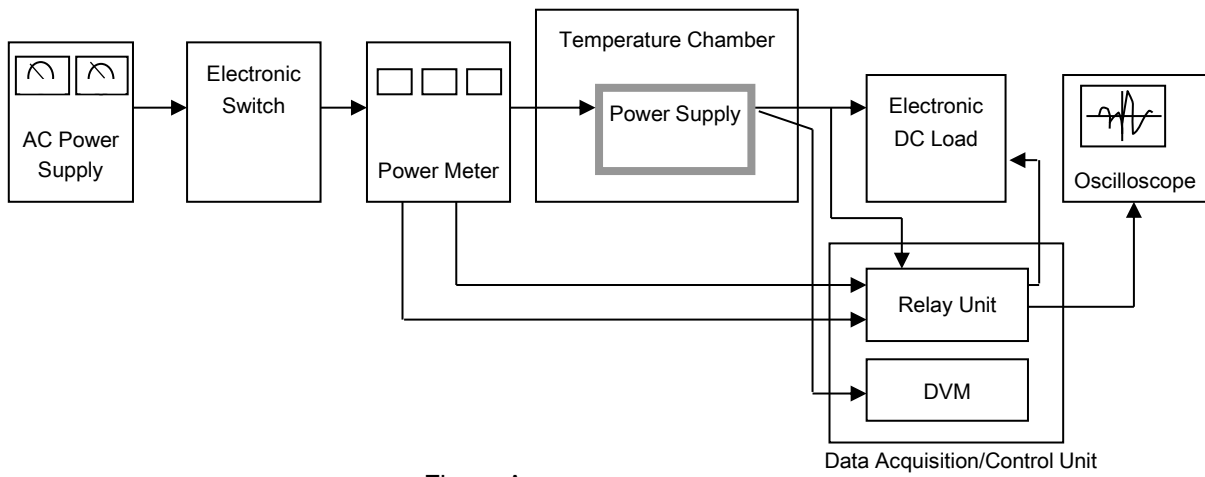 AC Power
Supply
Electronic
Switch
Power Meter
Temperature Chamber
Power Supply
Electronic
DC Load
Oscilloscope
Relay Unit
DVM
Data Acquisition/Control Unit